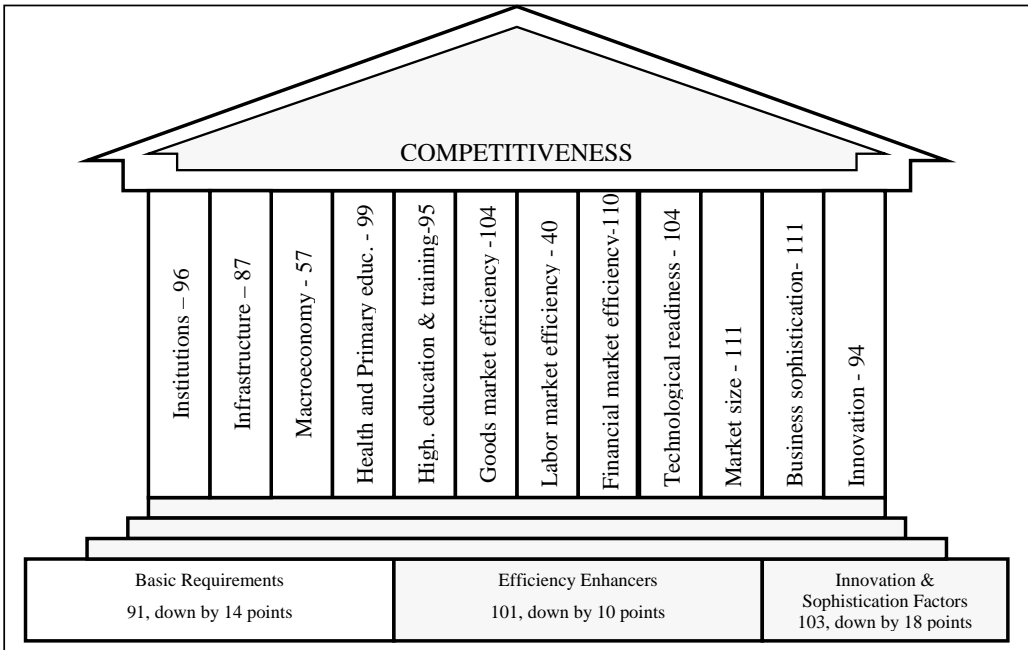 COMPETITIVENESS
Institutions – 96
Infrastructure – 87
Macroeconomy - 57
Health and Primary educ. - 99
High. education & training-95
Goods market efficiency -104
Labor market efficiency - 40
Financial market efficiency-110
Technological readiness - 104
Market size - 111
Business sophistication- 111
Innovation - 94
Basic Requirements
91, down by 14 points
Efficiency Enhancers
101, down by 10 points
Innovation &
Sophistication Factors
103, down by 18 points